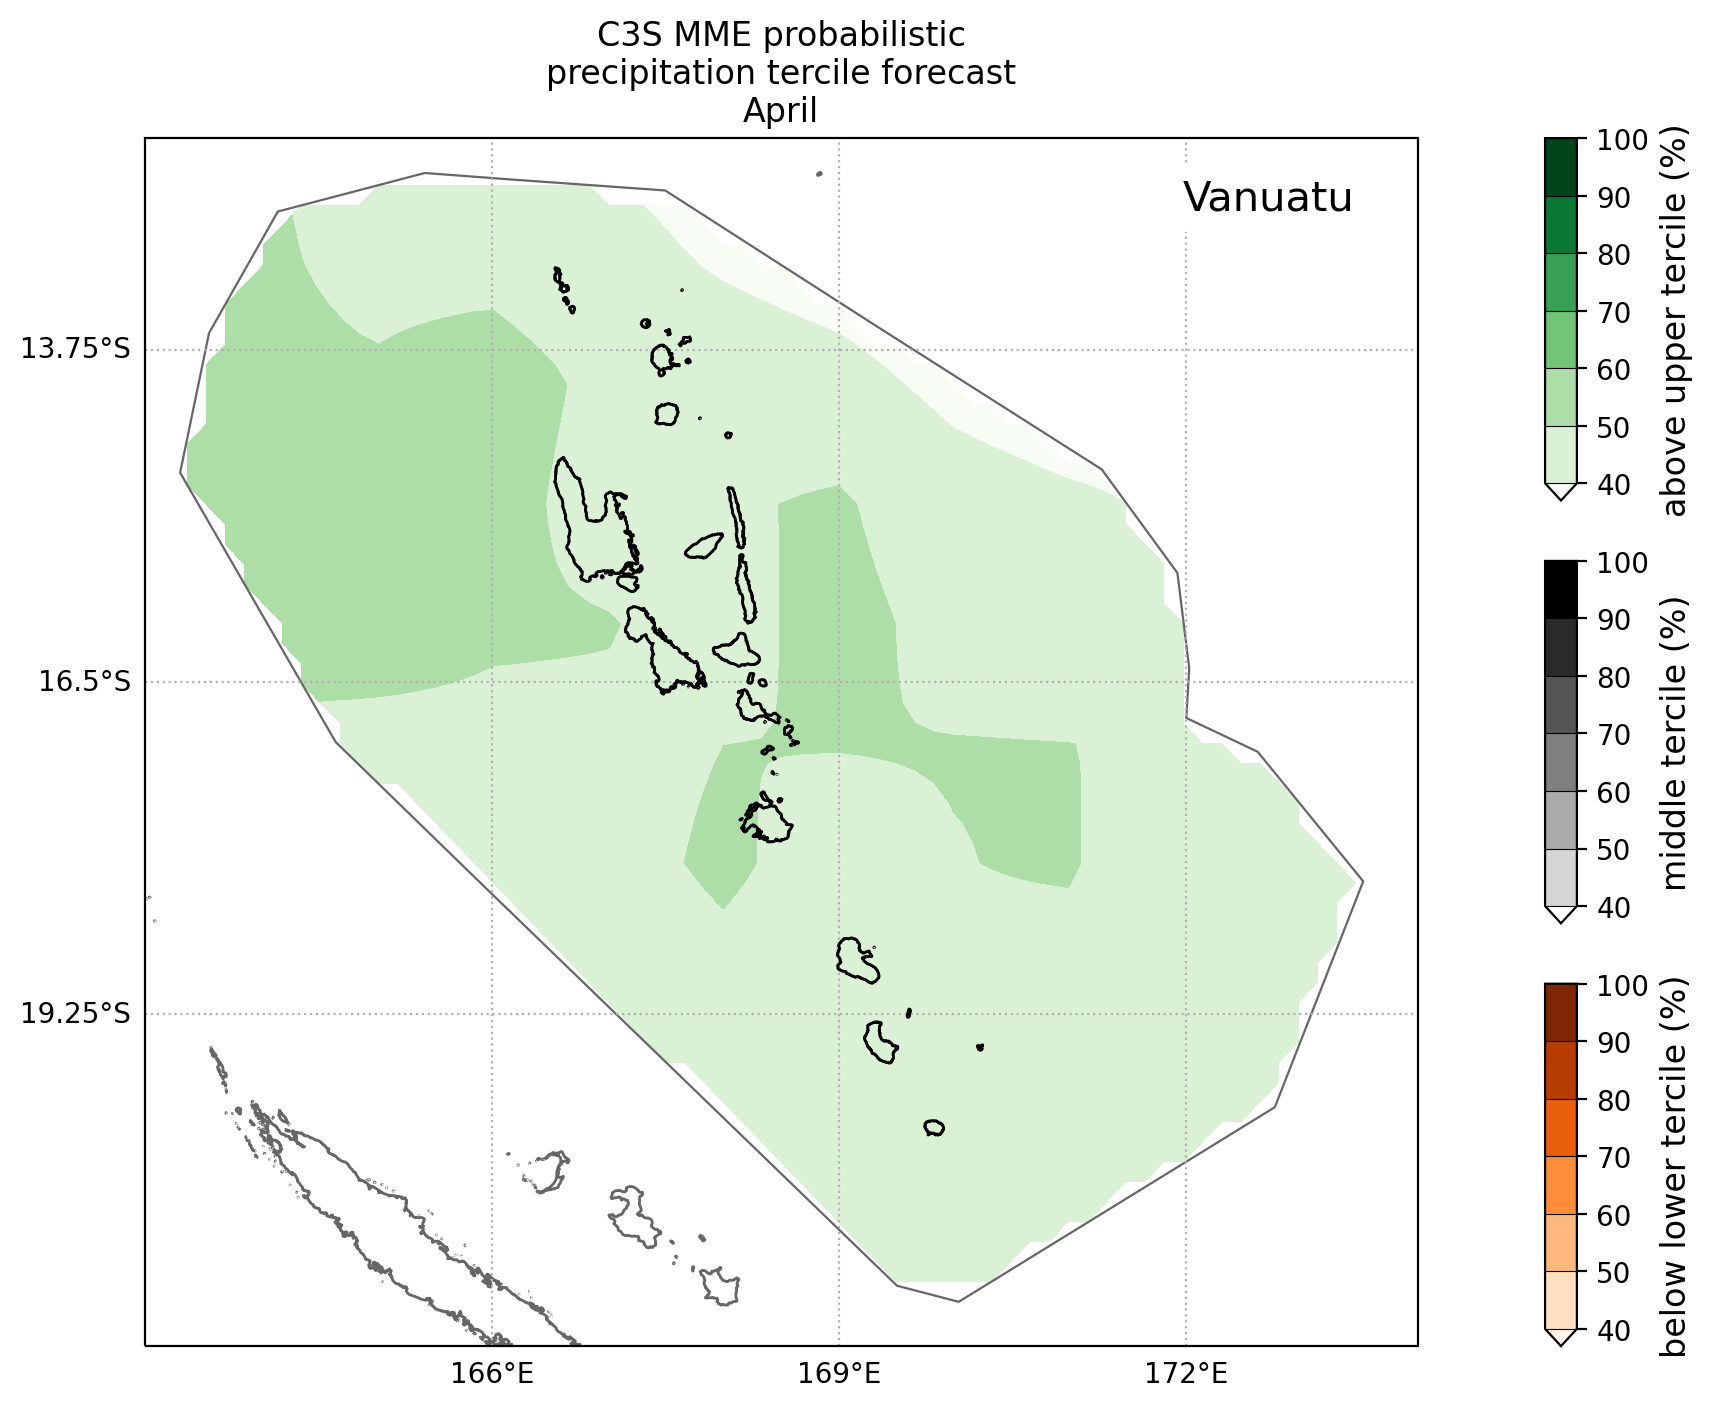 C3S MME probabilistic
precipitation tercile forecast
April
Vanuatu
13.75°S
16.5°S
19.25°S
166°E
169°E
172°E
100
90
80
70
60
50
40
above upper tercile (%)
100
90
80
70
60
50
40
middle tercile (%)
100
90
80
70
60
50
40
below lower tercile (%)